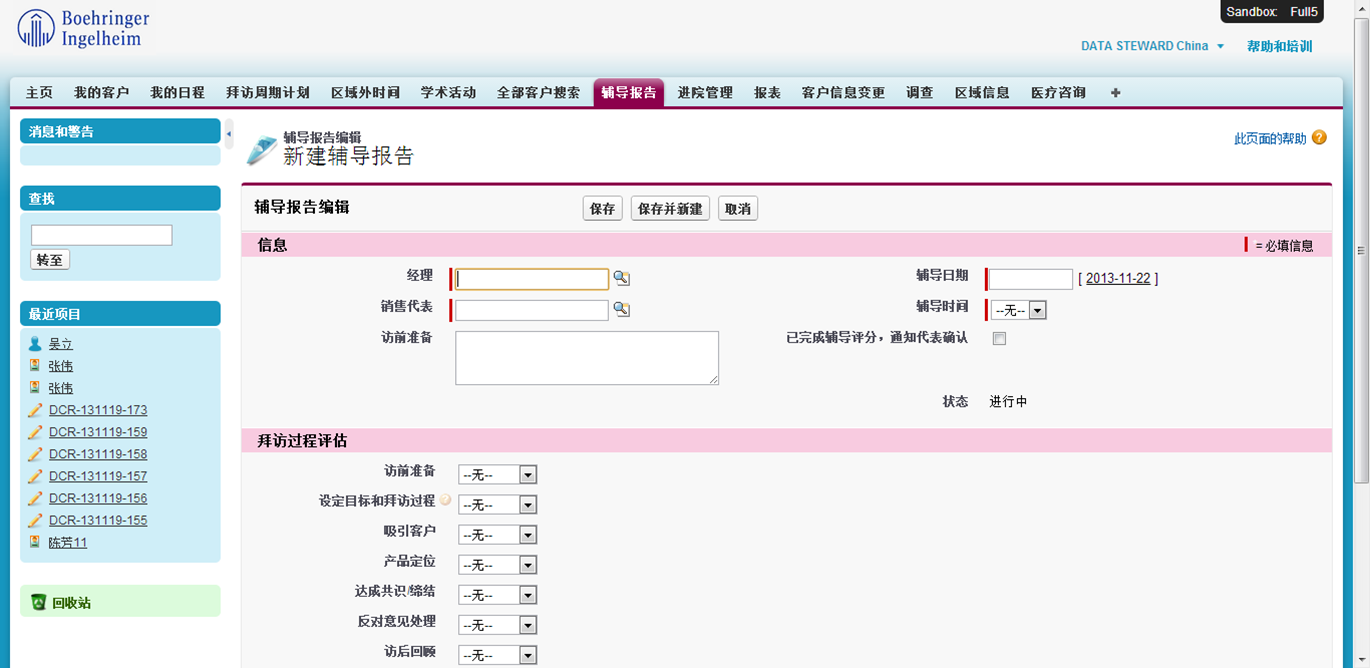 Boehringer
Ingelheim
Sandbox: Full5
DATA STEWARD China 帮助和培训
主页 我的客户 我的日程 拜访周期计划 区域外时间 学术活动 全部客户搜索 辅导报告 进院管理 报表 客户信息变更 调查 区域信息 医疗咨询 +
消息和警告
查找
转至
最近项目
吴立
张伟
张伟
DCR-131119-173
DCR-131119-159
DCR-131119-158
DCR-131119-157
DCR-131119-156
DCR-131119-155
陈芳11
回收站
辅导报告编辑
新建辅导报告
此页面的帮助 ?
辅导报告编辑 保存 保存并新建 取消
信息 = 必填信息
经理 辅导日期 [ 2013-11-22 ]
销售代表 辅导时间 --无--
访前准备 已完成辅导评分，通知代表确认
状态 进行中
拜访过程评估
访前准备 --无--
设定目标和拜访过程 --无--
吸引客户 --无--
产品定位 --无--
达成共识/缔结 --无--
反对意见处理 --无--
访后回顾 --无--